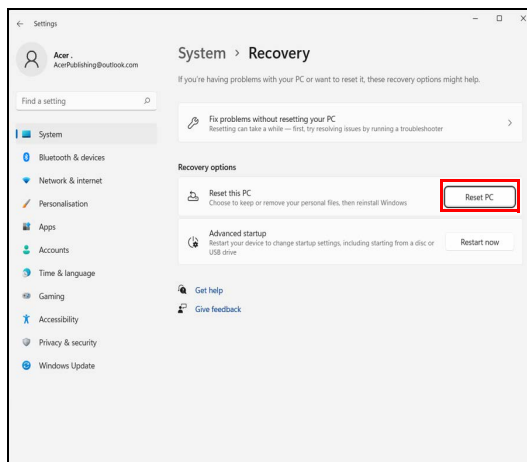 Settings
Acer .
AcerPublishing@outlook.com
Find a setting
System
Bluetooth & devices
Network & internet
Personalisation
Apps
Accounts
Time & language
Gaming
Accessibility
Privacy & security
Windows Update
System > Recovery
If you're having problems with your PC or want to reset it, these recovery options might help.
Fix problems without resetting your PC
Resetting can take a while — first, try resolving issues by running a troubleshooter
Recovery options
Reset this PC
Choose to keep or remove your personal files, then reinstall Windows
Reset PC
Advanced startup
Restart your device to change startup settings, including starting from a disc or
USB drive
Restart now
Get help
Give feedback